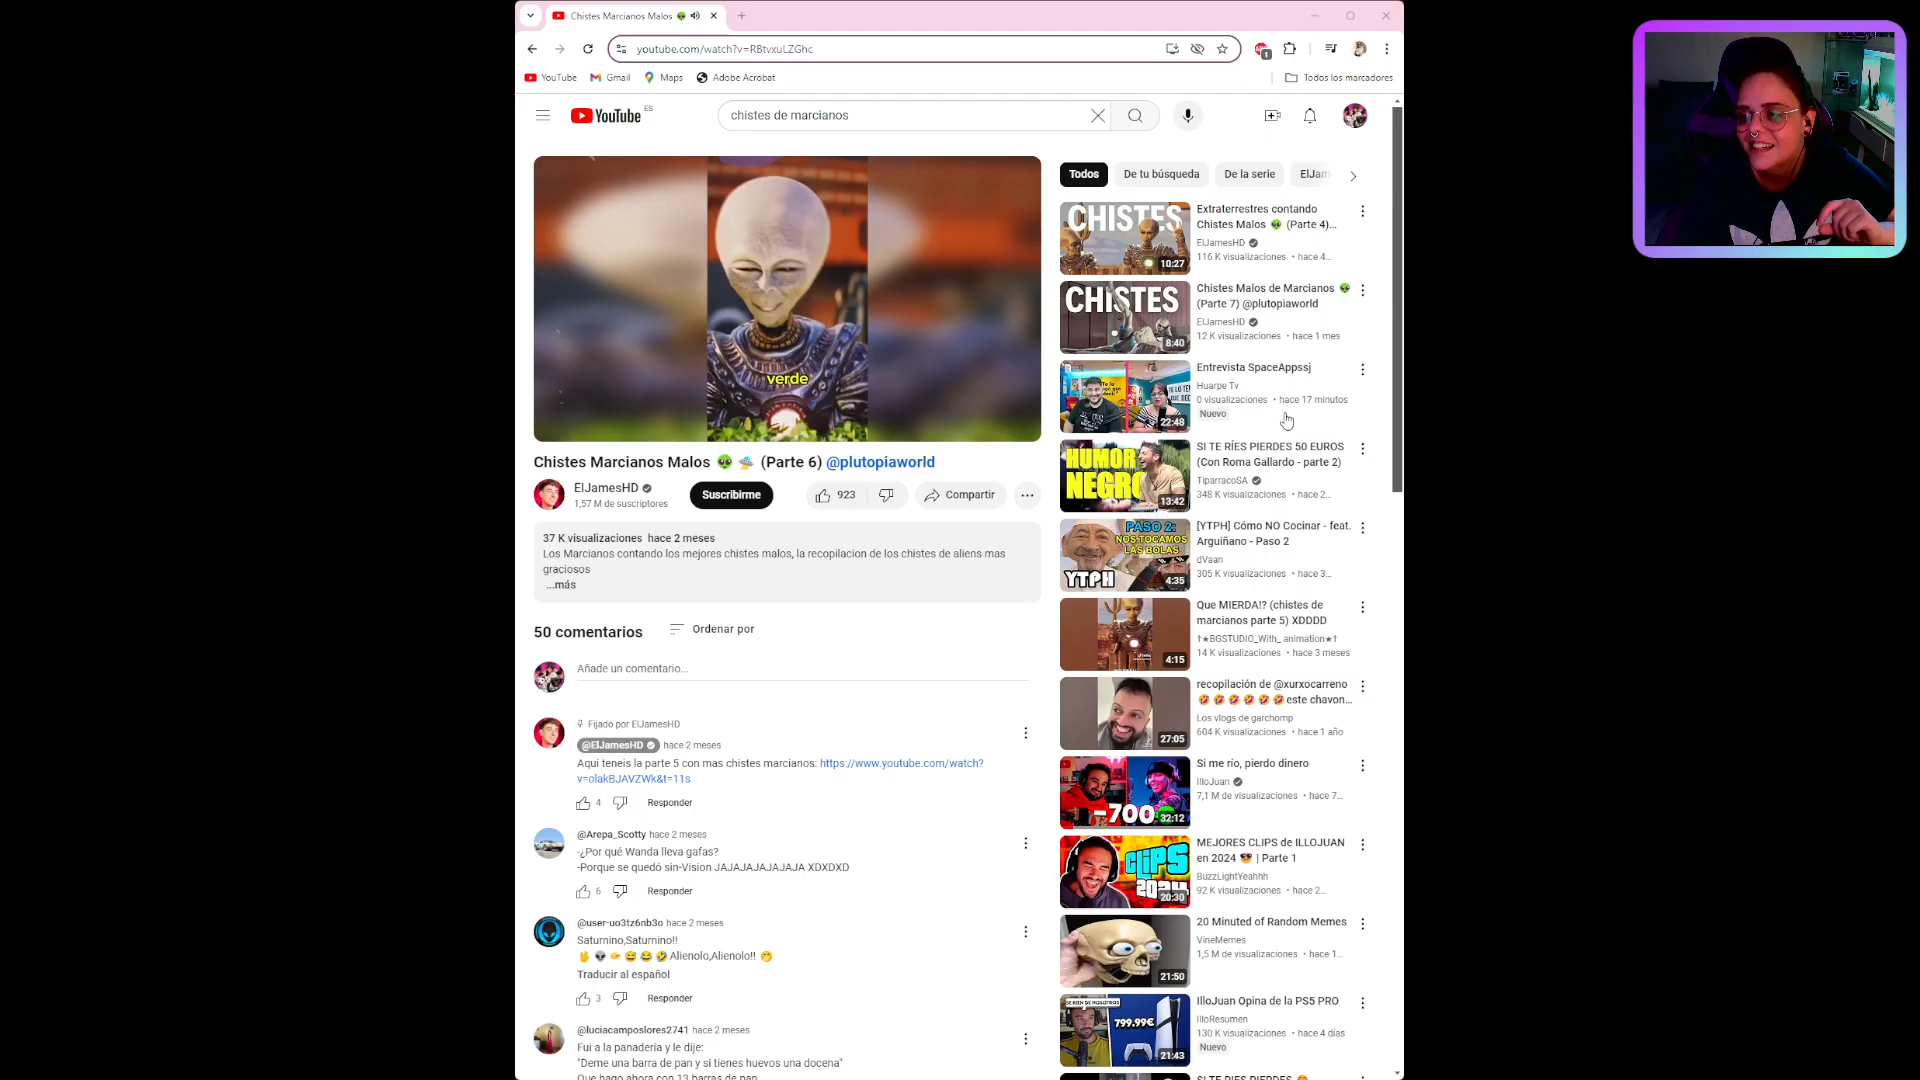 Chistes Marcianos Malos
youtube.com/watch?v=RBtvxuLZGhc
1
YouTube
Gmail
Maps
Adobe Acrobat
Todos los marcadores
YouTube ES
chistes de marcianos
verde
Chistes Marcianos Malos 👽 🛸 (Parte 6) @plutopiaworld
ElJamesHD
1,57 M de suscriptores
Suscribirme
923
Compartir
37 K visualizaciones hace 2 meses
Los Marcianos contando los mejores chistes malos, la recopilacion de los chistes de aliens mas
graciosos
...más
50 comentarios
Ordenar por
Añade un comentario...
Fijado por ElJamesHD
@ElJamesHD hace 2 meses
Aqui teneis la parte 5 con mas chistes marcianos: https://www.youtube.com/watch?
v=olakBJAVZWk&t=11s
4
Responder
@Arepa_Scotty hace 2 meses
-¿Por qué Wanda lleva gafas?
-Porque se quedó sin-Vision JAJAJAJAJAJAJA XDXDXD
6
Responder
@user-uo3tz6nb3o hace 2 meses
Saturnino,Saturnino!!
Alienolo,Alienolo!!
Traducir al español
3
Responder
@luciacamposlores2741 hace 2 meses
Fui a la panadería y le dije:
"Deme una barra de pan y si tienes huevos una docena"
Que hago ahora con 13 barras de pan
Todos
De tu búsqueda
De la serie
ElJam
CHISTES
10:27
Extraterrestres contando
Chistes Malos 👽 (Parte 4)...
ElJamesHD
116 K visualizaciones • hace 4...
CHISTES
8:40
Chistes Malos de Marcianos 👽
(Parte 7) @plutopiaworld
ElJamesHD
12 K visualizaciones • hace 1 mes
22:48
Entrevista SpaceAppssj
Huarpe Tv
0 visualizaciones • hace 17 minutos
Nuevo
HUMOR
NEGRO
13:42
SI TE RÍES PIERDES 50 EUROS
(Con Roma Gallardo - parte 2)
TiparracoSA
348 K visualizaciones • hace 2...
PASO 2:
NOS TOCAMOS
LAS BOLAS
YTPH
4:35
[YTPH] Cómo NO Cocinar - feat.
Arguiñano - Paso 2
dVaan
305 K visualizaciones • hace 3...
4:15
Que MIERDA!? (chistes de
marcianos parte 5) XDDDD
†★BGSTUDIO_With_ animation★†
14 K visualizaciones • hace 3 meses
27:05
recopilación de @xurxocarreno
🤣🤣🤣🤣🤣🤣este chavon...
Los vlogs de garchomp
604 K visualizaciones • hace 1 año
-700
32:12
Si me río, pierdo dinero
IlloJuan
7,1 M de visualizaciones • hace 7...
CLIPS
2024
20:30
MEJORES CLIPS de ILLOJUAN
en 2024 | Parte 1
BuzzLightYeahhh
92 K visualizaciones • hace 2...
21:50
20 Minuted of Random Memes
VineMemes
1,5 M de visualizaciones • hace 1...
SE RIEN DE NOSOTROS
799.99€
21:43
IlloJuan Opina de la PS5 PRO
IlloResumen
130 K visualizaciones • hace 4 días
Nuevo
SI TE RIES PIERDES